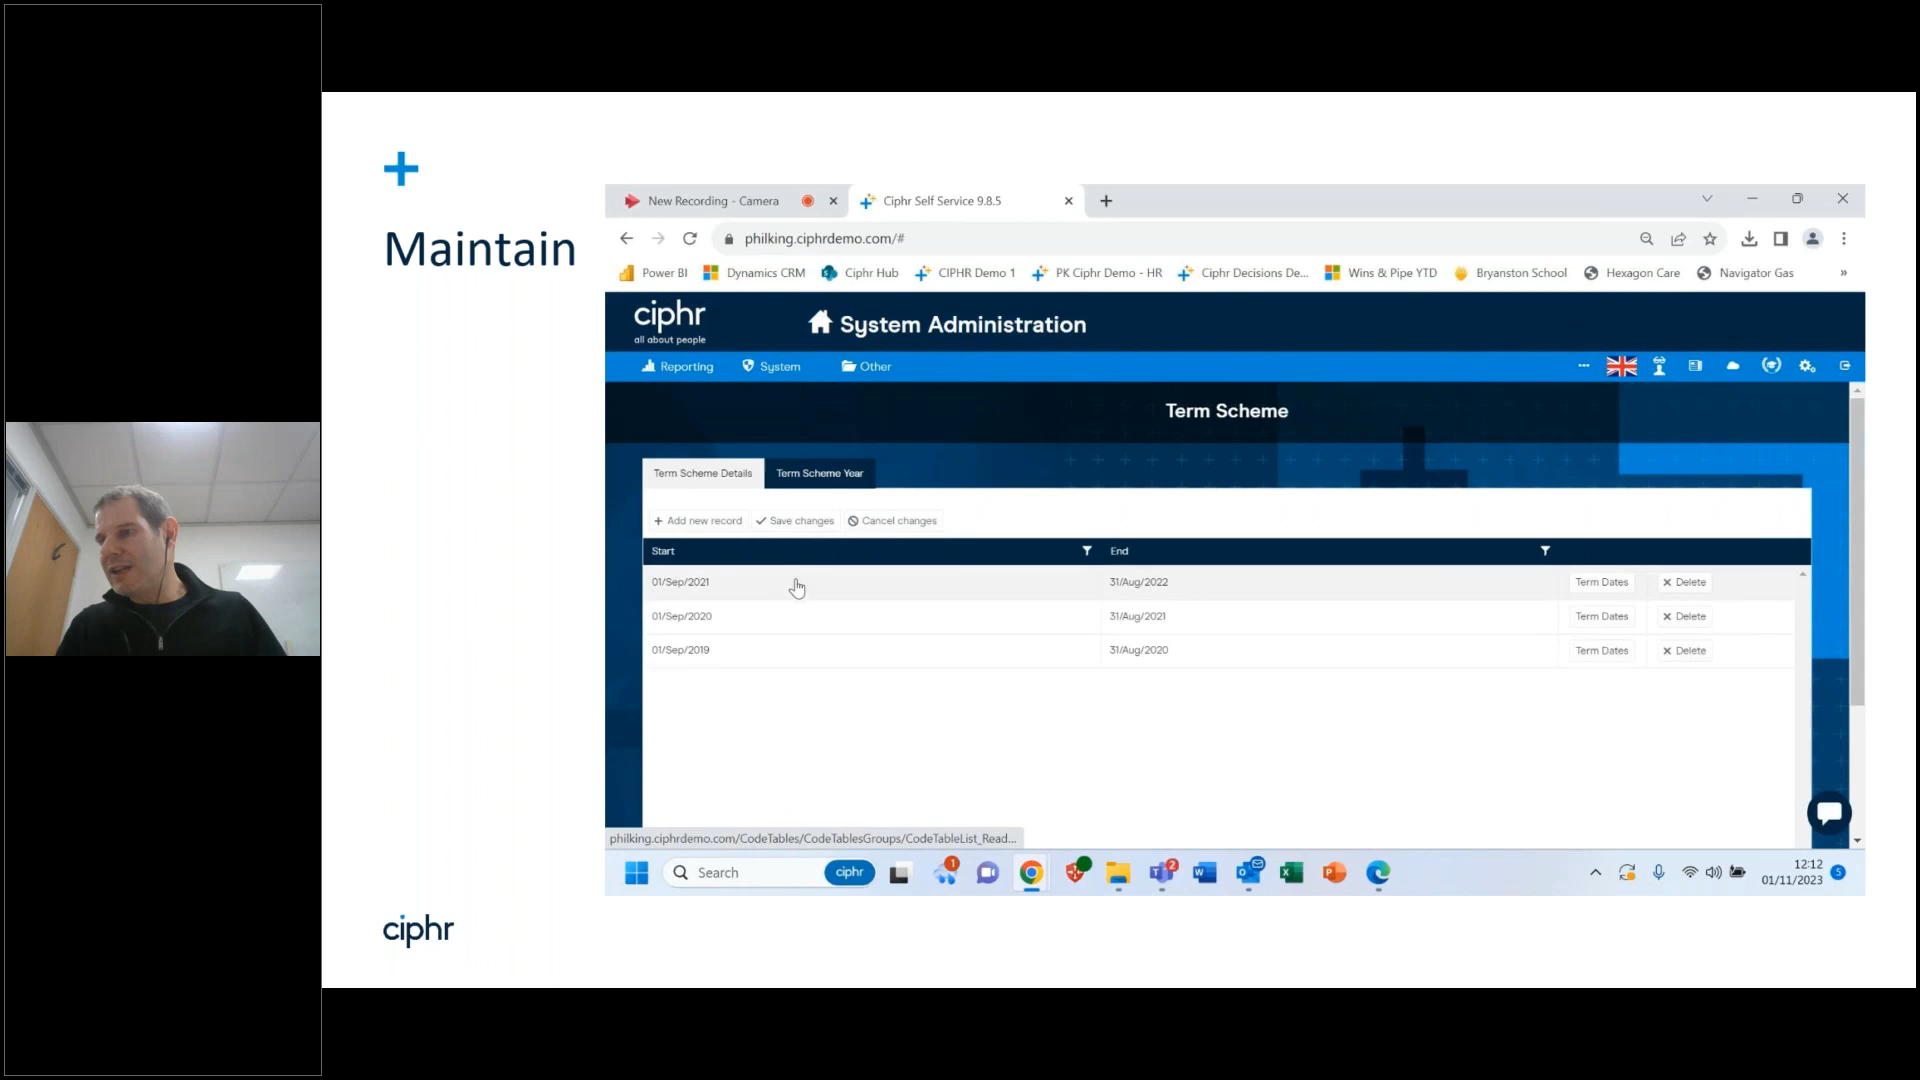 Maintain
New Recording - Camera
Ciphr Self Service 9.8.5
philking.ciphrdemo.com/#
Power BI
Dynamics CRM
Ciphr Hub
CIPHR Demo 1
PK Ciphr Demo - HR
Ciphr Decisions De...
Wins & Pipe YTD
Bryanston School
Hexagon Care
Navigator Gas
»
ciphr
all about people
System Administration
Reporting
System
Other
Term Scheme
Term Scheme Details
Term Scheme Year
+ Add new record
Save changes
Cancel changes
Start
End
01/Sep/2021
31/Aug/2022
Term Dates
Delete
01/Sep/2020
31/Aug/2021
Term Dates
Delete
01/Sep/2019
31/Aug/2020
Term Dates
Delete
philking.ciphrdemo.com/CodeTables/CodeTablesGroups/CodeTableList_Read...
Search
ciphr
1
2
12:12
01/11/2023
5
ciphr